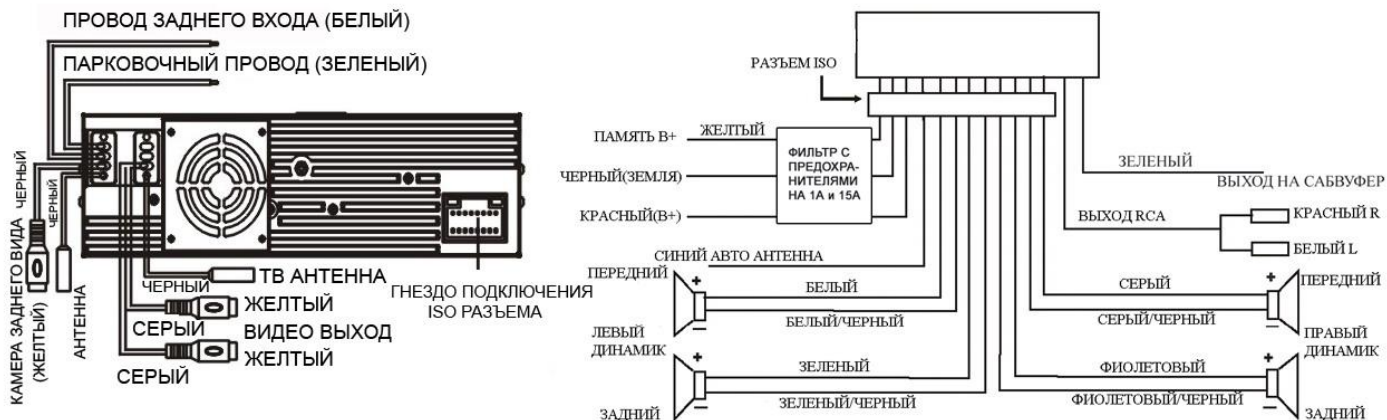 ПРОВОД ЗАДНЕГО ВХОДА (БЕЛЫЙ)
ПАРКОВОЧНЫЙ ПРОВОД (ЗЕЛЕНЫЙ)
ЧЕРНЫЙ
ЧЕРНЫЙ
КАМЕРА ЗАДНЕГО ВИДА
(ЖЕЛТЫЙ)
АНТЕННА
ЧЕРНЫЙ
ТВ АНТЕННА
ЖЕЛТЫЙ
СЕРЫЙ
ВИДЕО ВЫХОД
ЖЕЛТЫЙ
СЕРЫЙ
ГНЕЗДО ПОДКЛЮЧЕНИЯ
ISO РАЗЪЕМА
РАЗЪЕМ ISO
ПАМЯТЬ В+
ЖЕЛТЫЙ
ЧЕРНЫЙ(ЗЕМЛЯ)
КРАСНЫЙ(В+)
ФИЛЬТР С
ПРЕДОХРА-
НИТЕЛЯМИ
НА 1А и 15А
СИНИЙ АВТО АНТЕННА
ПЕРЕДНИЙ
БЕЛЫЙ
БЕЛЫЙ/ЧЕРНЫЙ
ЛЕВЫЙ
ДИНАМИК
ЗЕЛЕНЫЙ
ЗЕЛЕНЫЙ/ЧЕРНЫЙ
ЗАДНИЙ
ЗЕЛЕНЫЙ
ВЫХОД НА САБВУФЕР
ВЫХОД RCA
КРАСНЫЙ R
БЕЛЫЙ L
СЕРЫЙ
ПЕРЕДНИЙ
СЕРЫЙ/ЧЕРНЫЙ
ПРАВЫЙ
ДИНАМИК
ФИОЛЕТОВЫЙ
ФИОЛЕТОВЫЙ/ЧЕРНЫЙ
ЗАДНИЙ